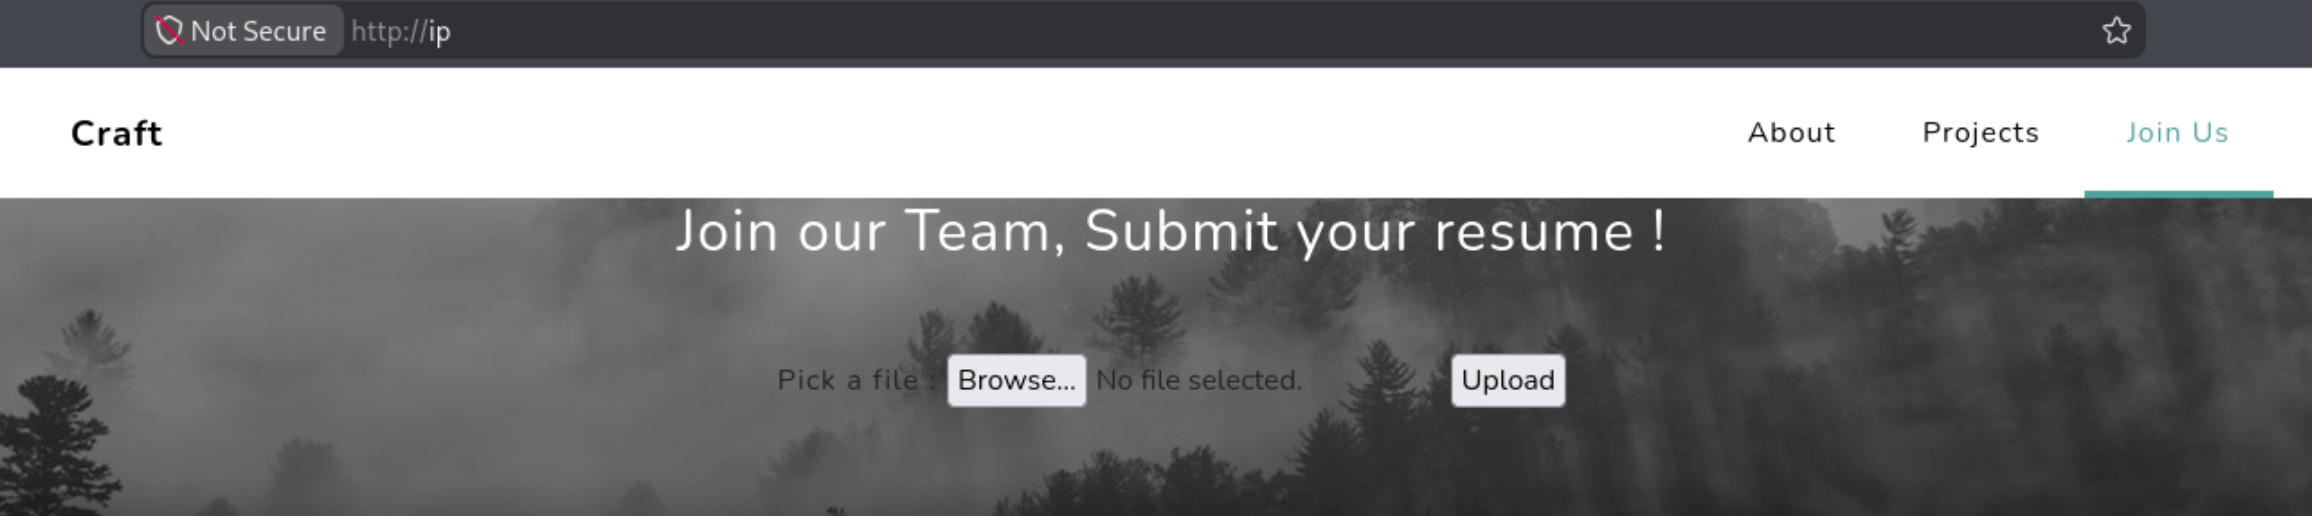 Not Secure http://ip
Craft About Projects Join Us
Join our Team, Submit your resume !
Pick a file : Browse... No file selected. Upload